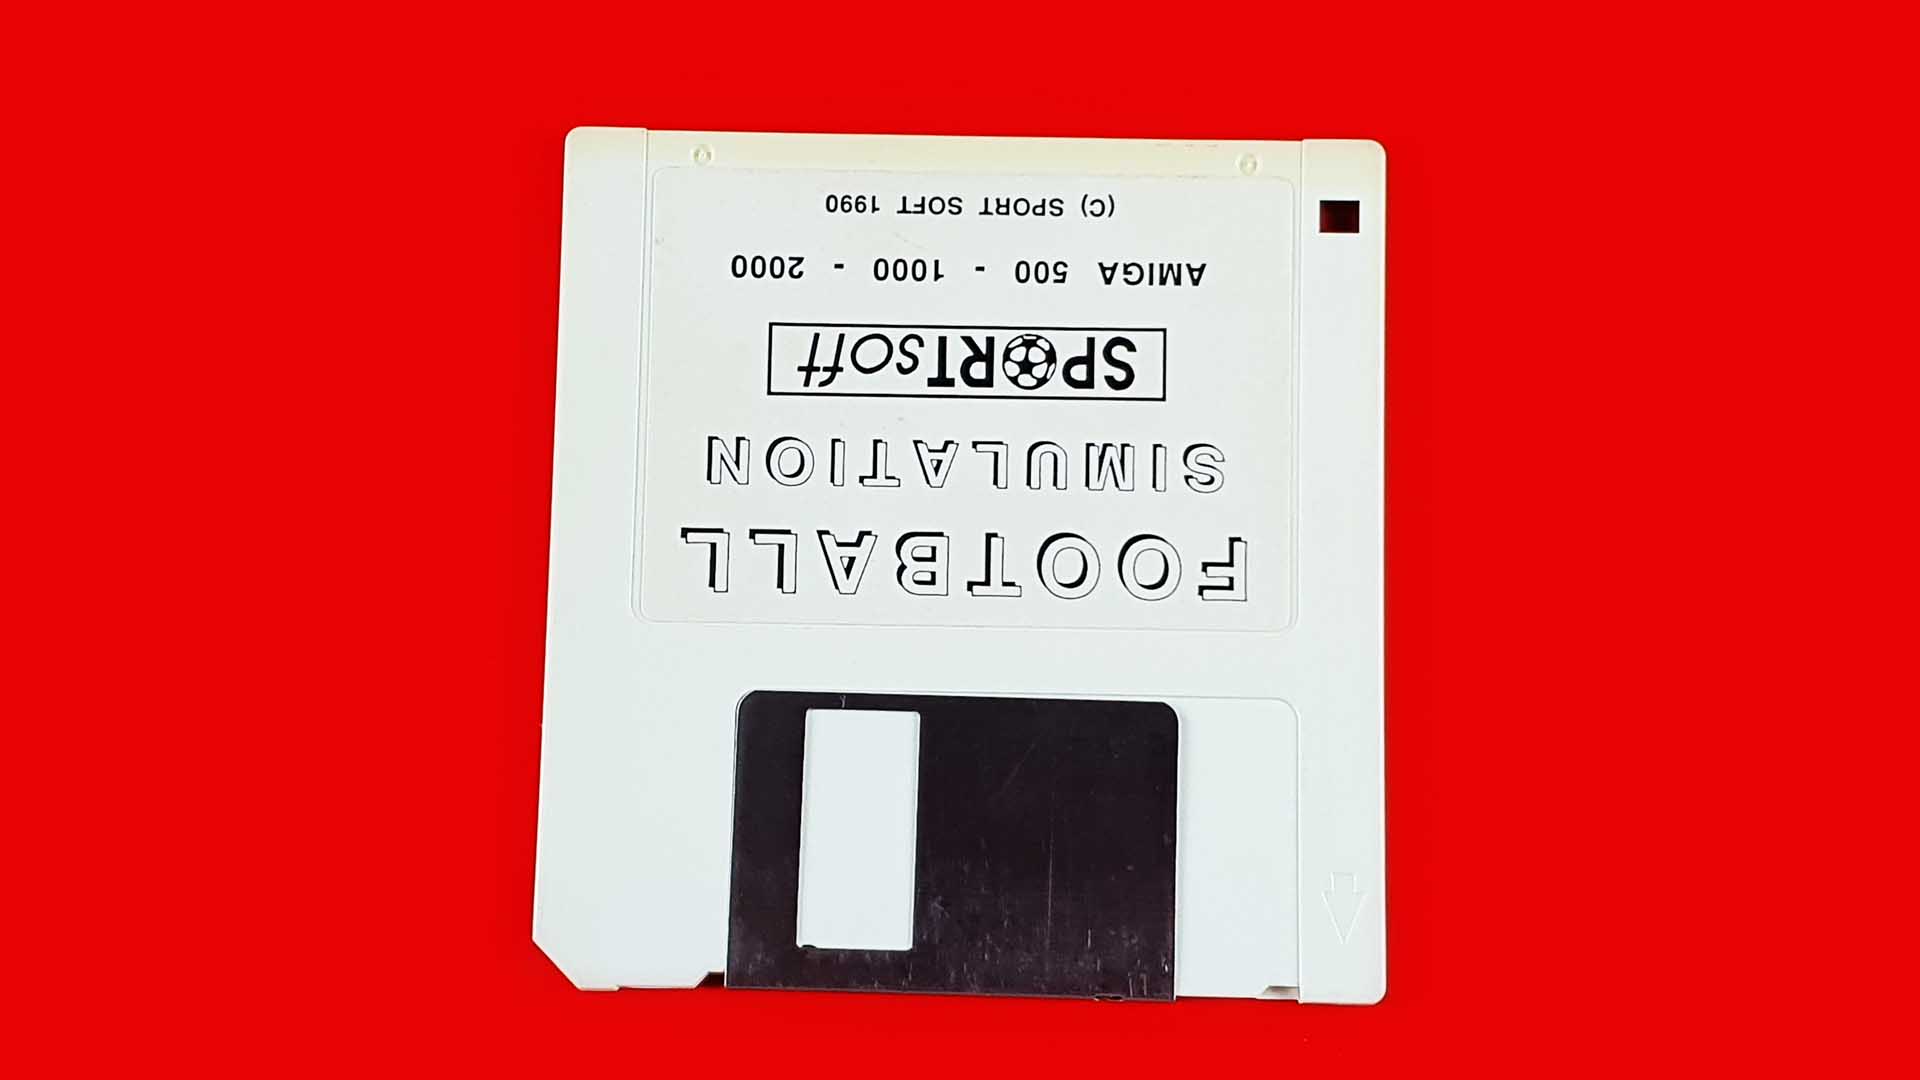 FOOTBALL
SIMULATION
SPORTsoft
AMIGA 500 - 1000 - 2000
(C) SPORT SOFT 1990